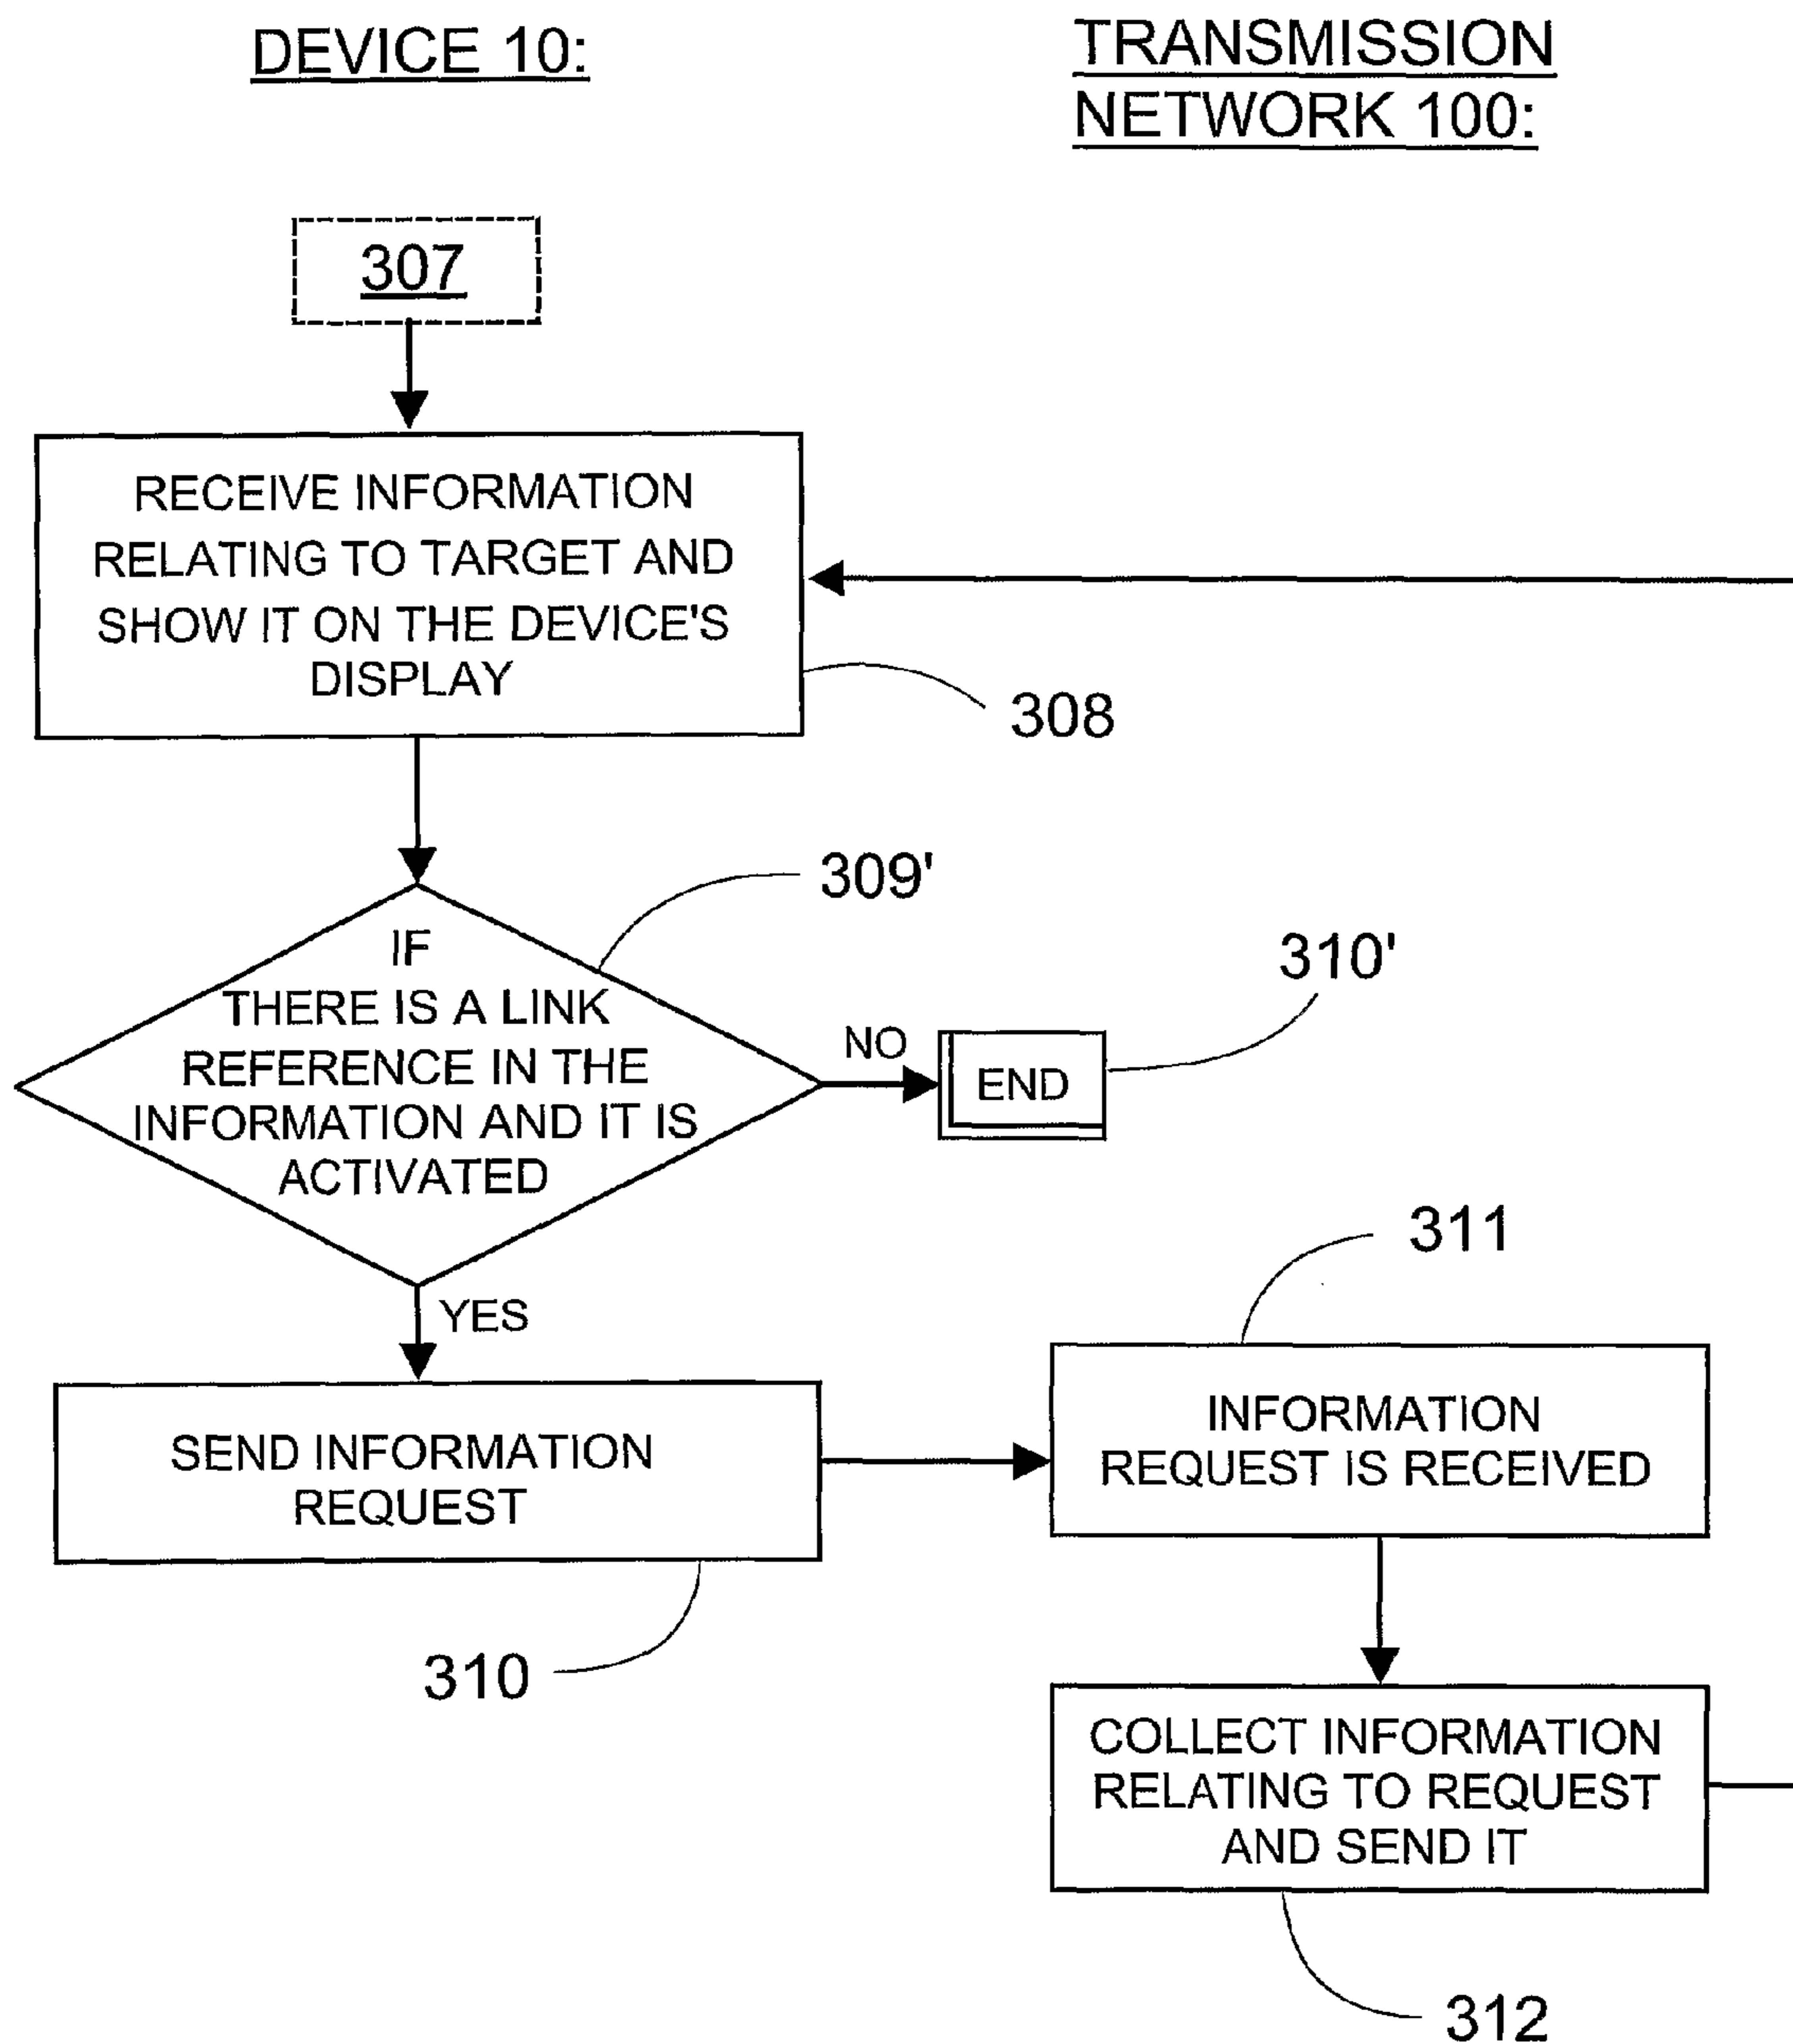 DEVICE 10:
TRANSMISSION
NETWORK 100:
307
RECEIVE INFORMATION
RELATING TO TARGET AND
SHOW IT ON THE DEVICE'S
DISPLAY
308
309'
IF
THERE IS A LINK
REFERENCE IN THE
INFORMATION AND IT IS
ACTIVATED
NO
END
310'
YES
SEND INFORMATION
REQUEST
310
311
INFORMATION
REQUEST IS RECEIVED
COLLECT INFORMATION
RELATING TO REQUEST
AND SEND IT
312